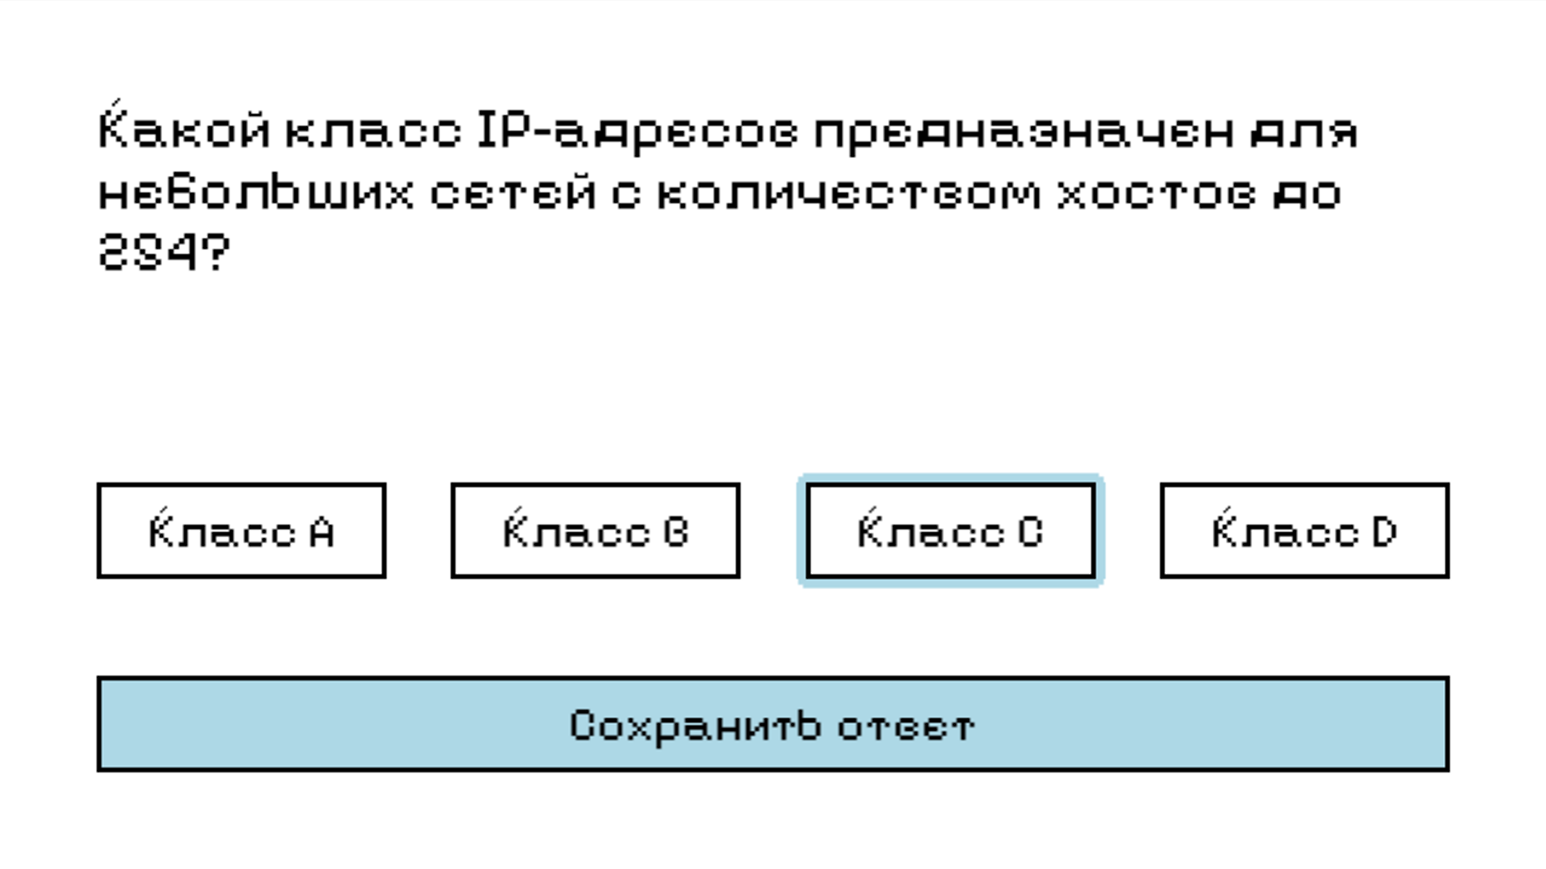 Какой класс IP-адресов предназначен для
небольших сетей с количеством хостов до
254?
Класс A
Класс B
Класс C
Класс D
Сохранить ответ